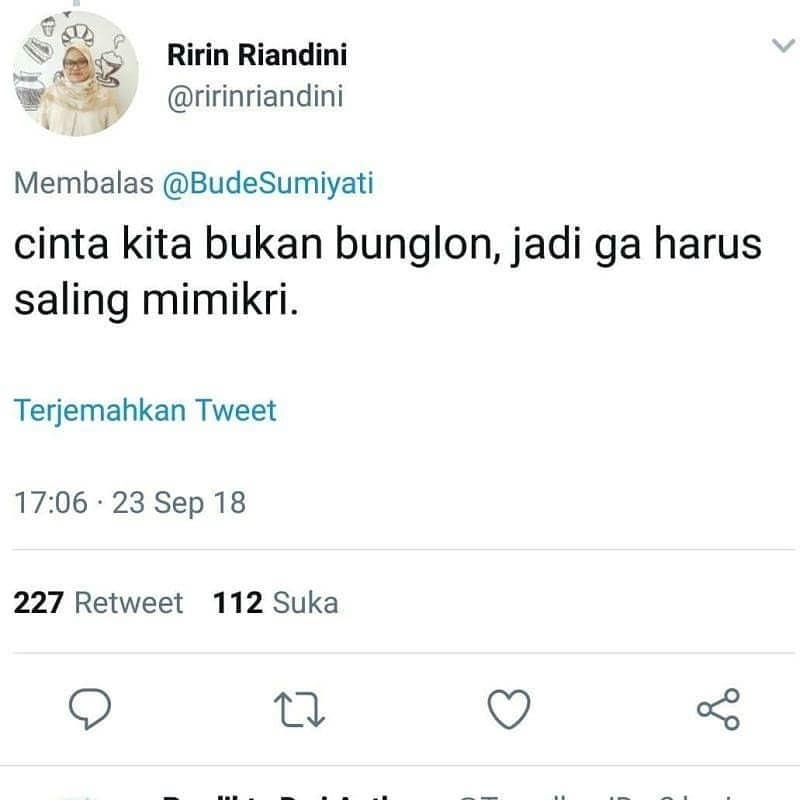 Ririn Riandini
@ririnriandini
Membalas @BudeSumiyati
cinta kita bukan bunglon, jadi ga harus
saling mimikri.
Terjemahkan Tweet
17:06 · 23 Sep 18
227 Retweet 112 Suka